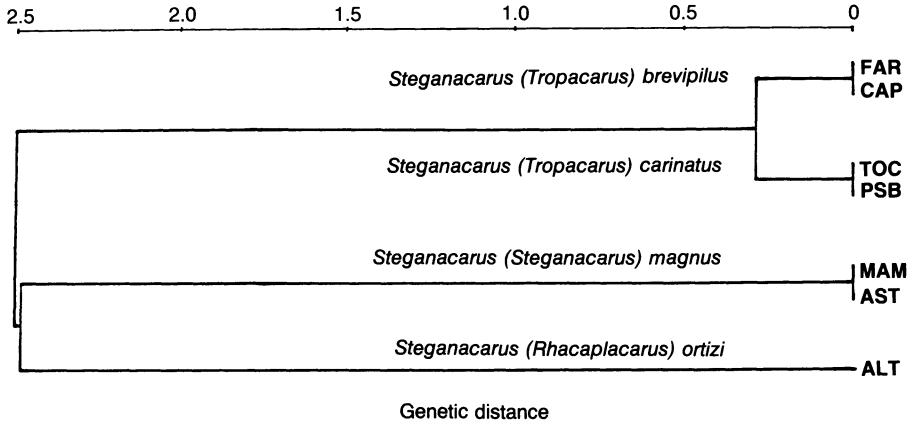 2.5 2.0 1.5 1.0 0.5 0
Steganacarus (Tropacarus) brevipilus
FAR
CAP
Steganacarus (Tropacarus) carinatus
TOC
PSB
Steganacarus (Steganacarus) magnus
MAM
AST
Steganacarus (Rhacaplacarus) ortizi
ALT
Genetic distance